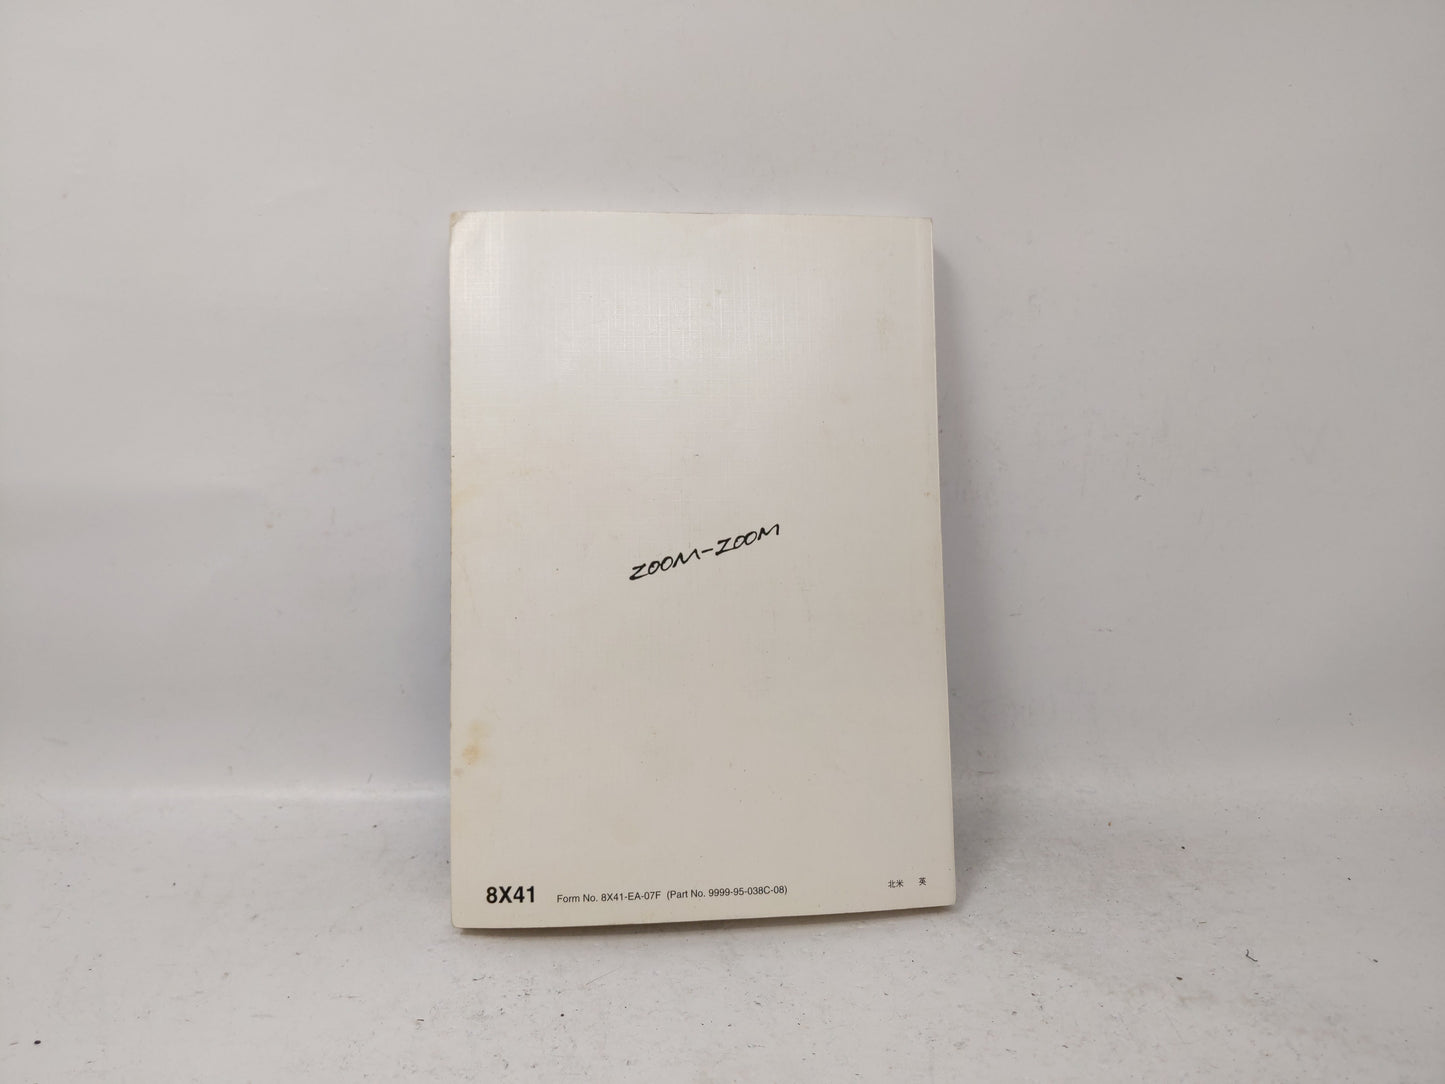 ZOOM-ZOOM
8X41 Form No. 8X41-EA-07F (Part No. 9999-95-038C-08) 北米 英